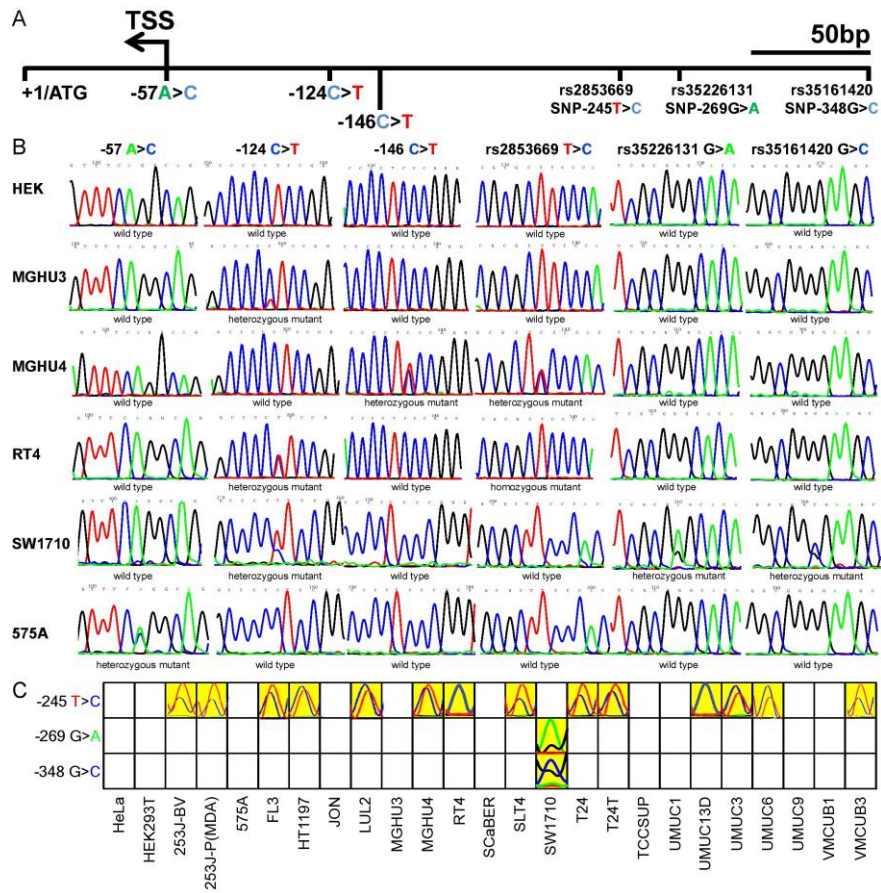 A
TSS
50bp
+1/ATG
-57A>C
-124C>T
-146C>T
rs2853669
SNP-245T>C
rs35226131
SNP-269G>A
rs35161420
SNP-348G>C
B
-57 A>C
-124 C>T
-146 C>T
rs2853669 T>C
rs35226131 G>A
rs35161420 G>C
HEK
wild type
wild type
wild type
wild type
wild type
wild type
MGHU3
wild type
heterozygous mutant
wild type
wild type
wild type
wild type
MGHU4
wild type
wild type
heterozygous mutant
heterozygous mutant
wild type
wild type
RT4
wild type
heterozygous mutant
wild type
homozygous mutant
wild type
wild type
SW1710
wild type
heterozygous mutant
wild type
wild type
heterozygous mutant
heterozygous mutant
575A
heterozygous mutant
wild type
wild type
wild type
wild type
wild type
C
-245 T>C
-269 G>A
-348 G>C
HeLa
HEK293T
253J-BV
253J-P(MDA)
575A
FL3
HT1197
JON
LUL2
MGHU3
MGHU4
RT4
SCaBER
SLT4
SW1710
T24
T24T
TCCSUP
UMUC1
UMUC13D
UMUC3
UMUC6
UMUC9
VMCUB1
VMCUB3